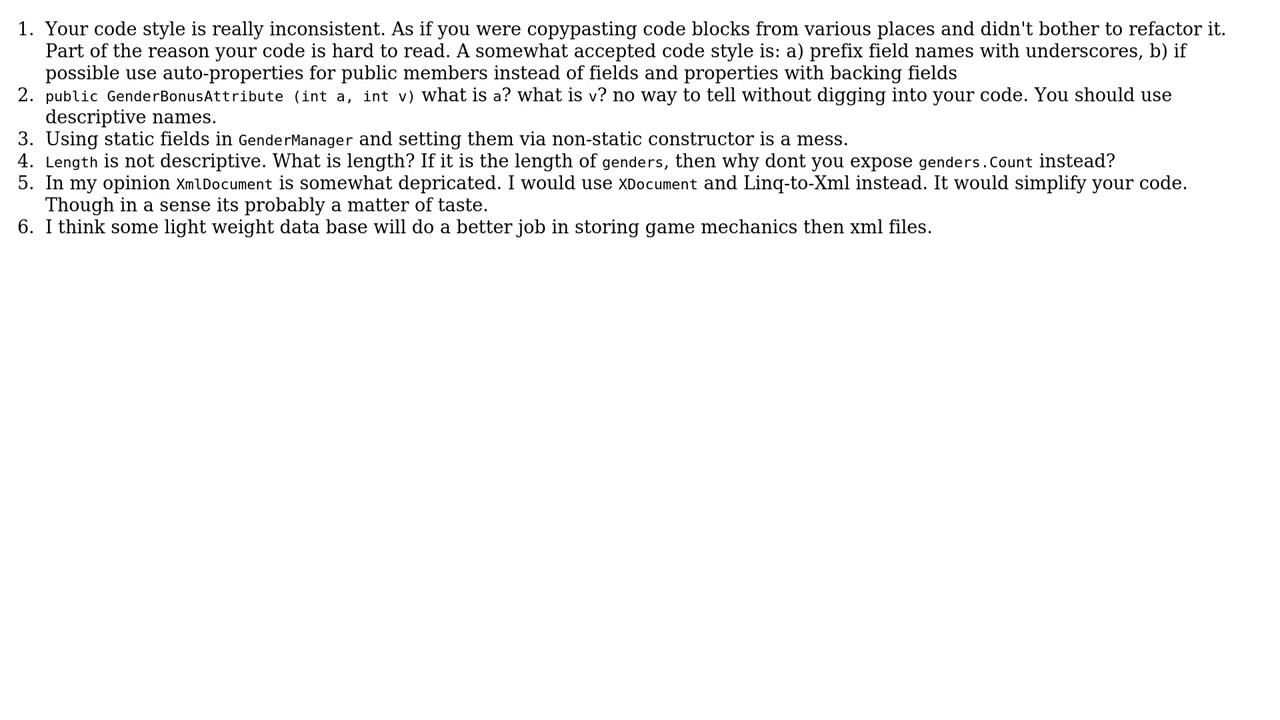 1. Your code style is really inconsistent. As if you were copypasting code blocks from various places and didn't bother to refactor it.
Part of the reason your code is hard to read. A somewhat accepted code style is: a) prefix field names with underscores, b) if
possible use auto-properties for public members instead of fields and properties with backing fields
2. public GenderBonusAttribute (int a, int v) what is a? what is v? no way to tell without digging into your code. You should use
descriptive names.
3. Using static fields in GenderManager and setting them via non-static constructor is a mess.
4. Length is not descriptive. What is length? If it is the length of genders, then why dont you expose genders.Count instead?
5. In my opinion XmlDocument is somewhat depricated. I would use XDocument and Linq-to-Xml instead. It would simplify your code.
Though in a sense its probably a matter of taste.
6. I think some light weight data base will do a better job in storing game mechanics then xml files.